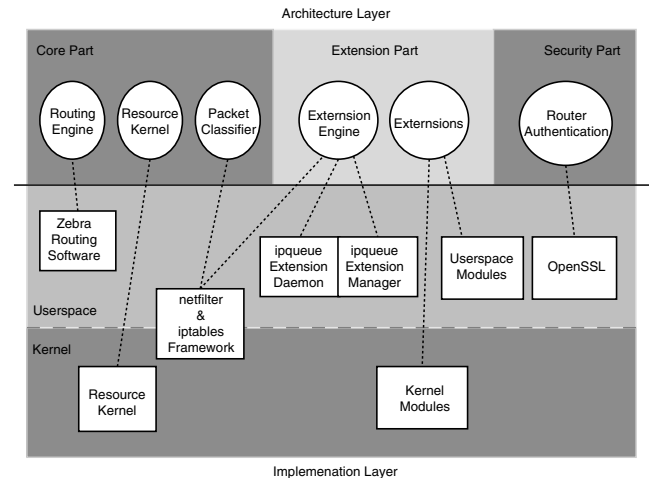 Architecture Layer
Core Part
Extension Part
Security Part
Routing
Engine
Resource
Kernel
Packet
Classifier
Externsion
Engine
Externsions
Router
Authentication
Zebra
Routing
Software
ipqueue
Extension
Daemon
ipqueue
Extension
Manager
Userspace
Modules
OpenSSL
netfilter
&
iptables
Framework
Userspace
Kernel
Resource
Kernel
Kernel
Modules
Implemenation Layer